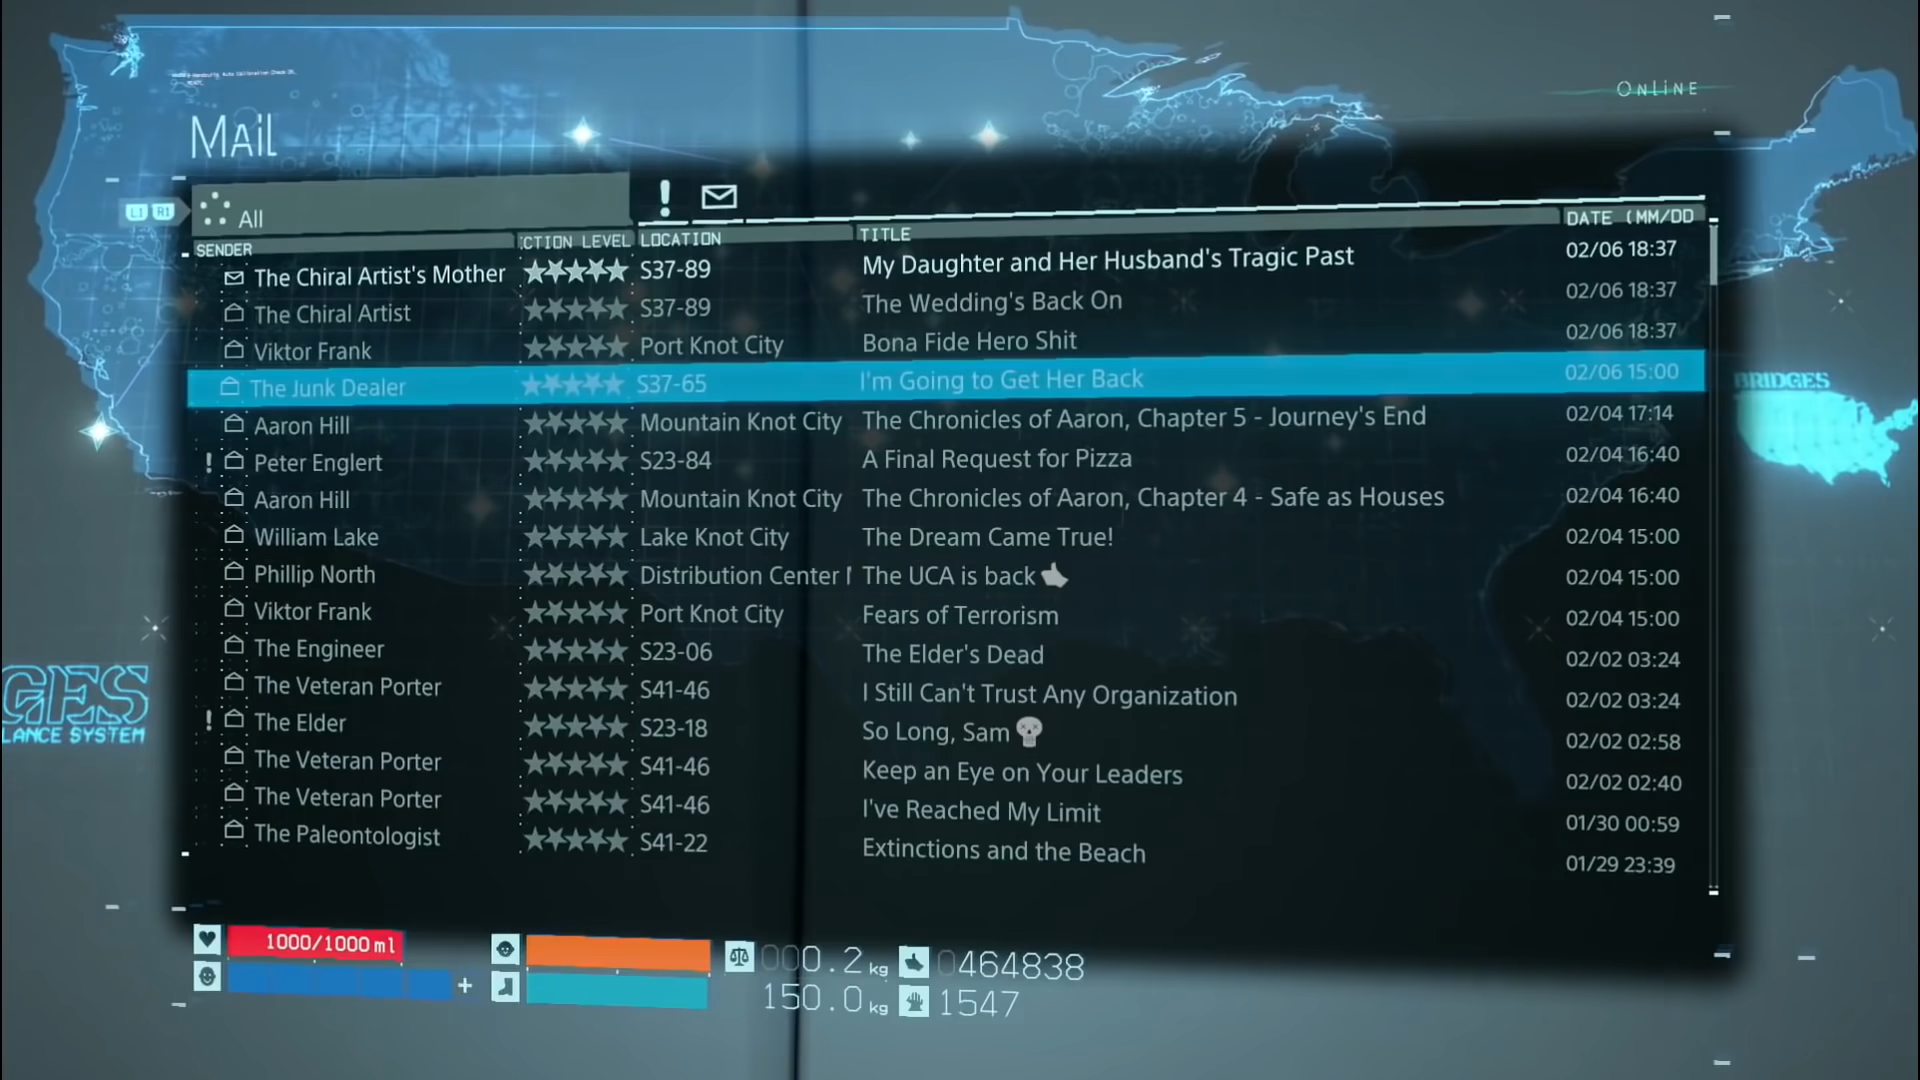 Mail
Online
L1 R1
All
SENDER CTION LEVEL LOCATION TITLE DATE (MM/DD
The Chiral Artist's Mother ★★★★★ S37-89 My Daughter and Her Husband's Tragic Past 02/06 18:37
The Chiral Artist ★★★★★ S37-89 The Wedding's Back On 02/06 18:37
Viktor Frank ★★★★★ Port Knot City Bona Fide Hero Shit 02/06 18:37
The Junk Dealer ★★★★★ S37-65 I'm Going to Get Her Back 02/06 15:00
Aaron Hill ★★★★★ Mountain Knot City The Chronicles of Aaron, Chapter 5 - Journey's End 02/04 17:14
! Peter Englert ★★★★★ S23-84 A Final Request for Pizza 02/04 16:40
Aaron Hill ★★★★★ Mountain Knot City The Chronicles of Aaron, Chapter 4 - Safe as Houses 02/04 16:40
William Lake ★★★★★ Lake Knot City The Dream Came True! 02/04 15:00
Phillip North ★★★★★ Distribution Center The UCA is back 👍 02/04 15:00
Viktor Frank ★★★★★ Port Knot City Fears of Terrorism 02/04 15:00
The Engineer ★★★★★ S23-06 The Elder's Dead 02/02 03:24
The Veteran Porter ★★★★★ S41-46 I Still Can't Trust Any Organization 02/02 03:24
! The Elder ★★★★★ S23-18 So Long, Sam 💀 02/02 02:58
The Veteran Porter ★★★★★ S41-46 Keep an Eye on Your Leaders 02/02 02:40
The Veteran Porter ★★★★★ S41-46 I've Reached My Limit 01/30 00:59
The Paleontologist ★★★★★ S41-22 Extinctions and the Beach 01/29 23:39
BRIDGES
GES
LANCE SYSTEM
1000/1000 ml
000.2 kg 0464838
+ 150.0 kg 1547